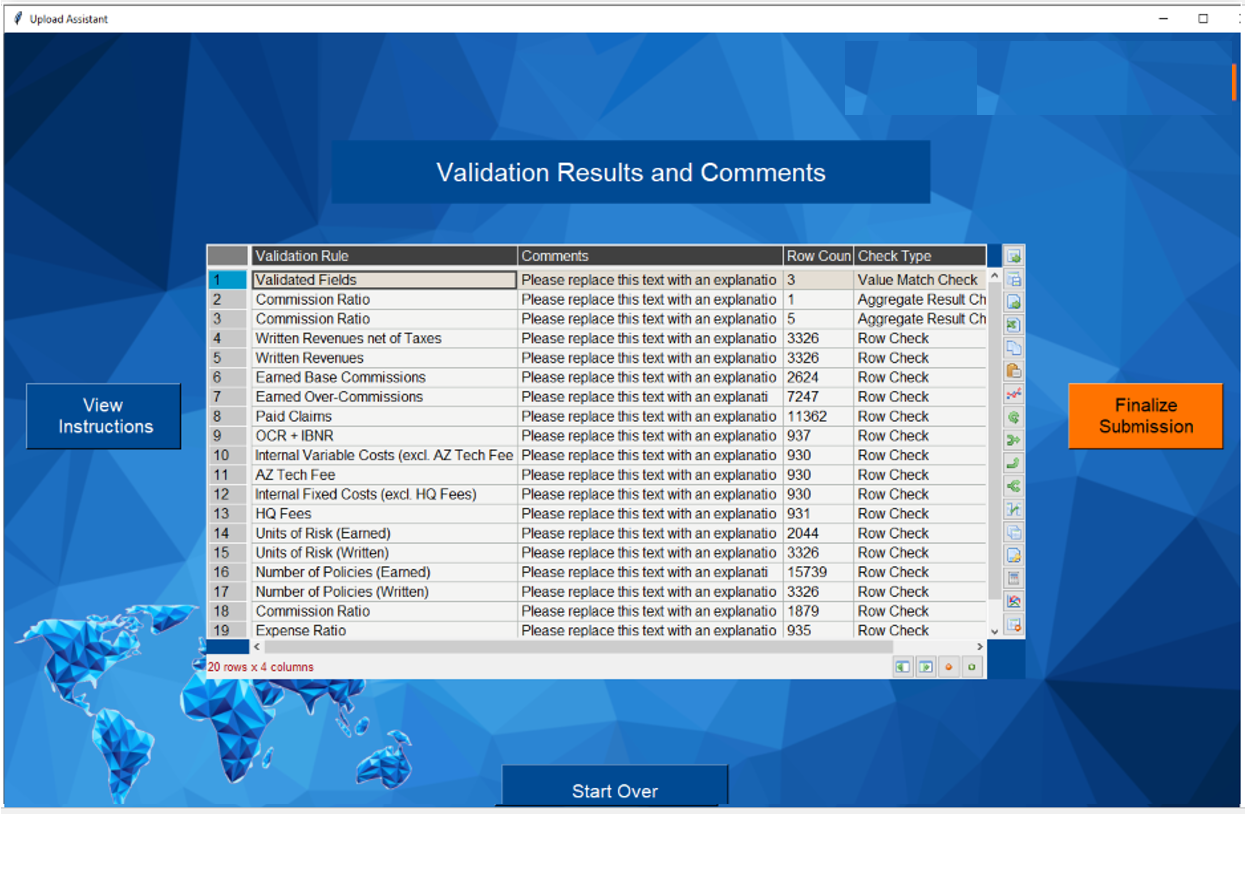 Upload Assistant
Validation Results and Comments
Validation Rule Comments Row Coun Check Type
1 Validated Fields Please replace this text with an explanatio 3 Value Match Check
2 Commission Ratio Please replace this text with an explanatio 1 Aggregate Result Ch
3 Commission Ratio Please replace this text with an explanatio 5 Aggregate Result Ch
4 Written Revenues net of Taxes Please replace this text with an explanatio 3326 Row Check
5 Written Revenues Please replace this text with an explanatio 3326 Row Check
6 Earned Base Commissions Please replace this text with an explanatio 2624 Row Check
7 Earned Over-Commissions Please replace this text with an explanati 7247 Row Check
8 Paid Claims Please replace this text with an explanatio 11362 Row Check
9 OCR + IBNR Please replace this text with an explanatio 937 Row Check
10 Internal Variable Costs (excl. AZ Tech Fee Please replace this text with an explanatio 930 Row Check
11 AZ Tech Fee Please replace this text with an explanatio 930 Row Check
12 Internal Fixed Costs (excl. HQ Fees) Please replace this text with an explanatio 930 Row Check
13 HQ Fees Please replace this text with an explanatio 931 Row Check
14 Units of Risk (Earned) Please replace this text with an explanatio 2044 Row Check
15 Units of Risk (Written) Please replace this text with an explanatio 3326 Row Check
16 Number of Policies (Earned) Please replace this text with an explanati 15739 Row Check
17 Number of Policies (Written) Please replace this text with an explanatio 3326 Row Check
18 Commission Ratio Please replace this text with an explanatio 1879 Row Check
19 Expense Ratio Please replace this text with an explanatio 935 Row Check
20 rows x 4 columns
View
Instructions
Finalize
Submission
Start Over